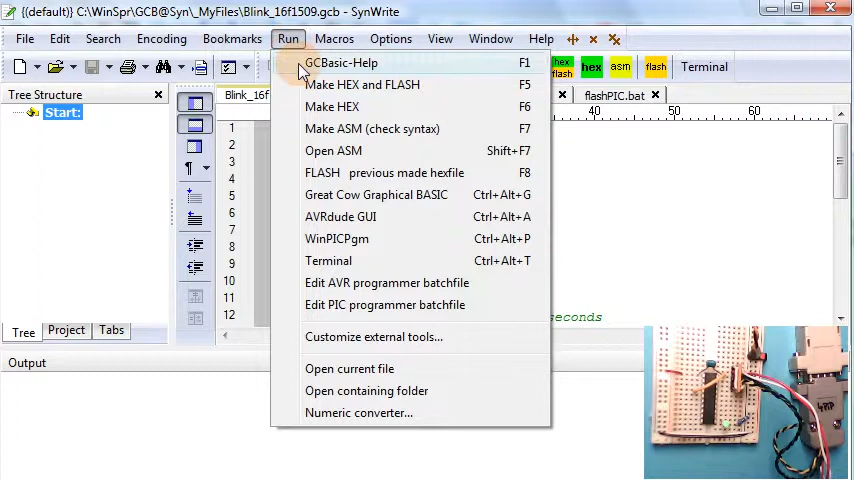 {(default)} C:\WinSpr\GCB@Syn\_MyFiles\Blink_16f1509.gcb - SynWrite
File Edit Search Encoding Bookmarks Run Macros Options View Window Help
hex
flash hex asm flash Terminal
Tree Structure
Blink_16f
flashPIC.bat
40 50 60
Start:
1
2
3
4
5
6
7
8
9
10
11
12
GCBasic-Help F1
Make HEX and FLASH F5
Make HEX F6
Make ASM (check syntax) F7
Open ASM Shift+F7
FLASH previous made hexfile F8
Great Cow Graphical BASIC Ctrl+Alt+G
AVRdude GUI Ctrl+Alt+A
WinPICPgm Ctrl+Alt+P
Terminal Ctrl+Alt+T
Edit AVR programmer batchfile
Edit PIC programmer batchfile
Customize external tools...
Open current file
Open containing folder
Numeric converter...
seconds
Tree Project Tabs
Output